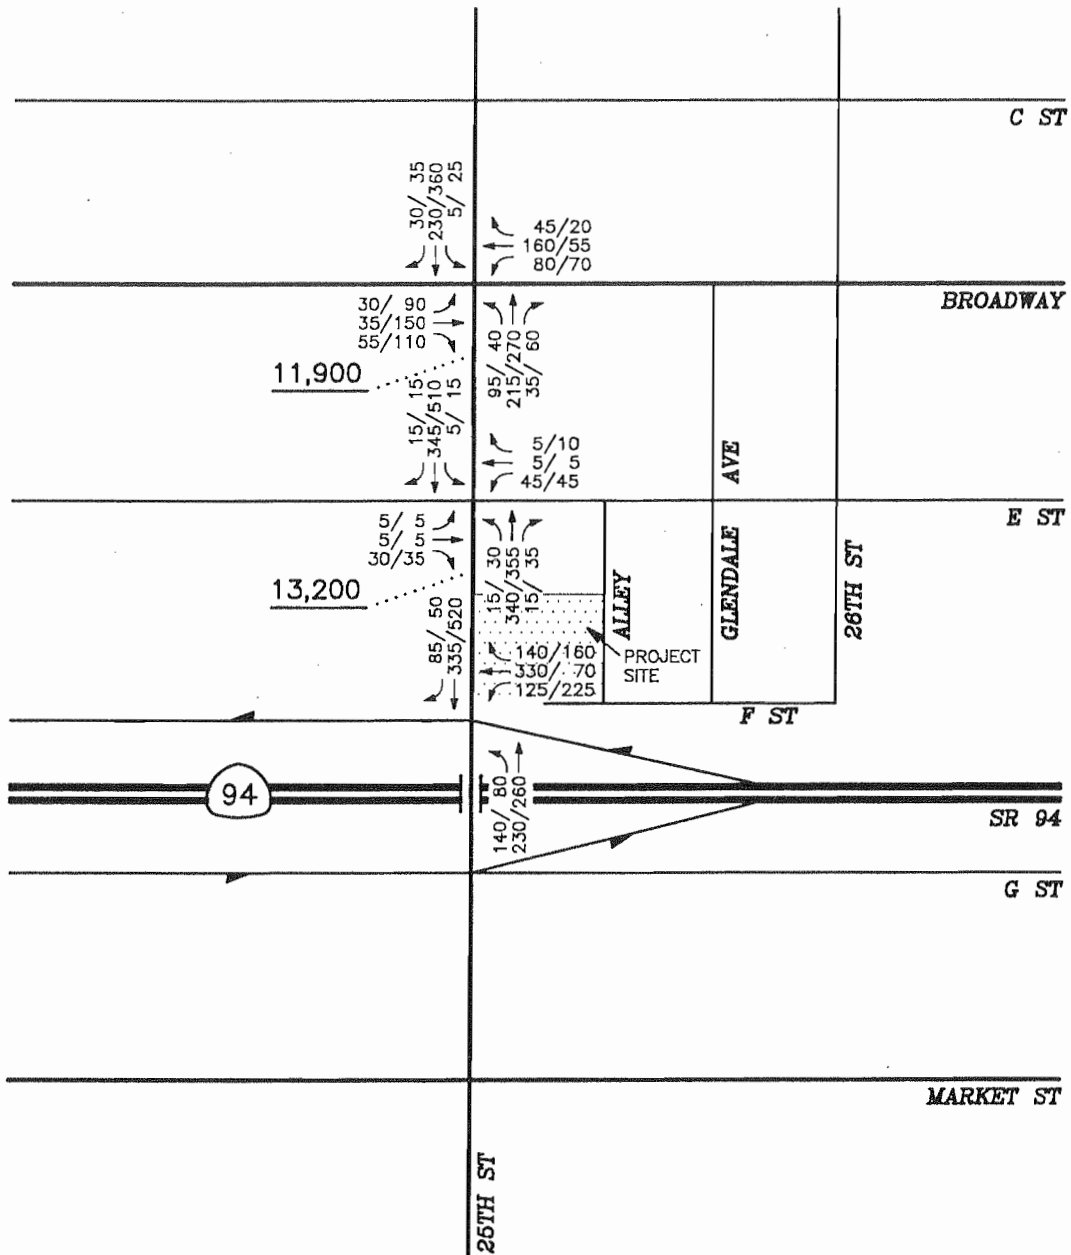 C ST
30/ 35
230/360
5/ 25
45/20
160/55
80/70
BROADWAY
30/ 90
35/150
55/110
95/ 40
215/270
35/ 60
11,900
15/ 15
345/510
5/ 15
5/10
5/ 5
45/45
GLENDALE AVE
E ST
5/ 5
5/ 5
30/35
15/ 30
340/355
15/ 35
13,200
ALLEY
26TH ST
85/ 50
335/520
140/160
330/ 70
125/225
PROJECT
SITE
F ST
94
140/ 80
230/260
SR 94
G ST
MARKET ST
25TH ST